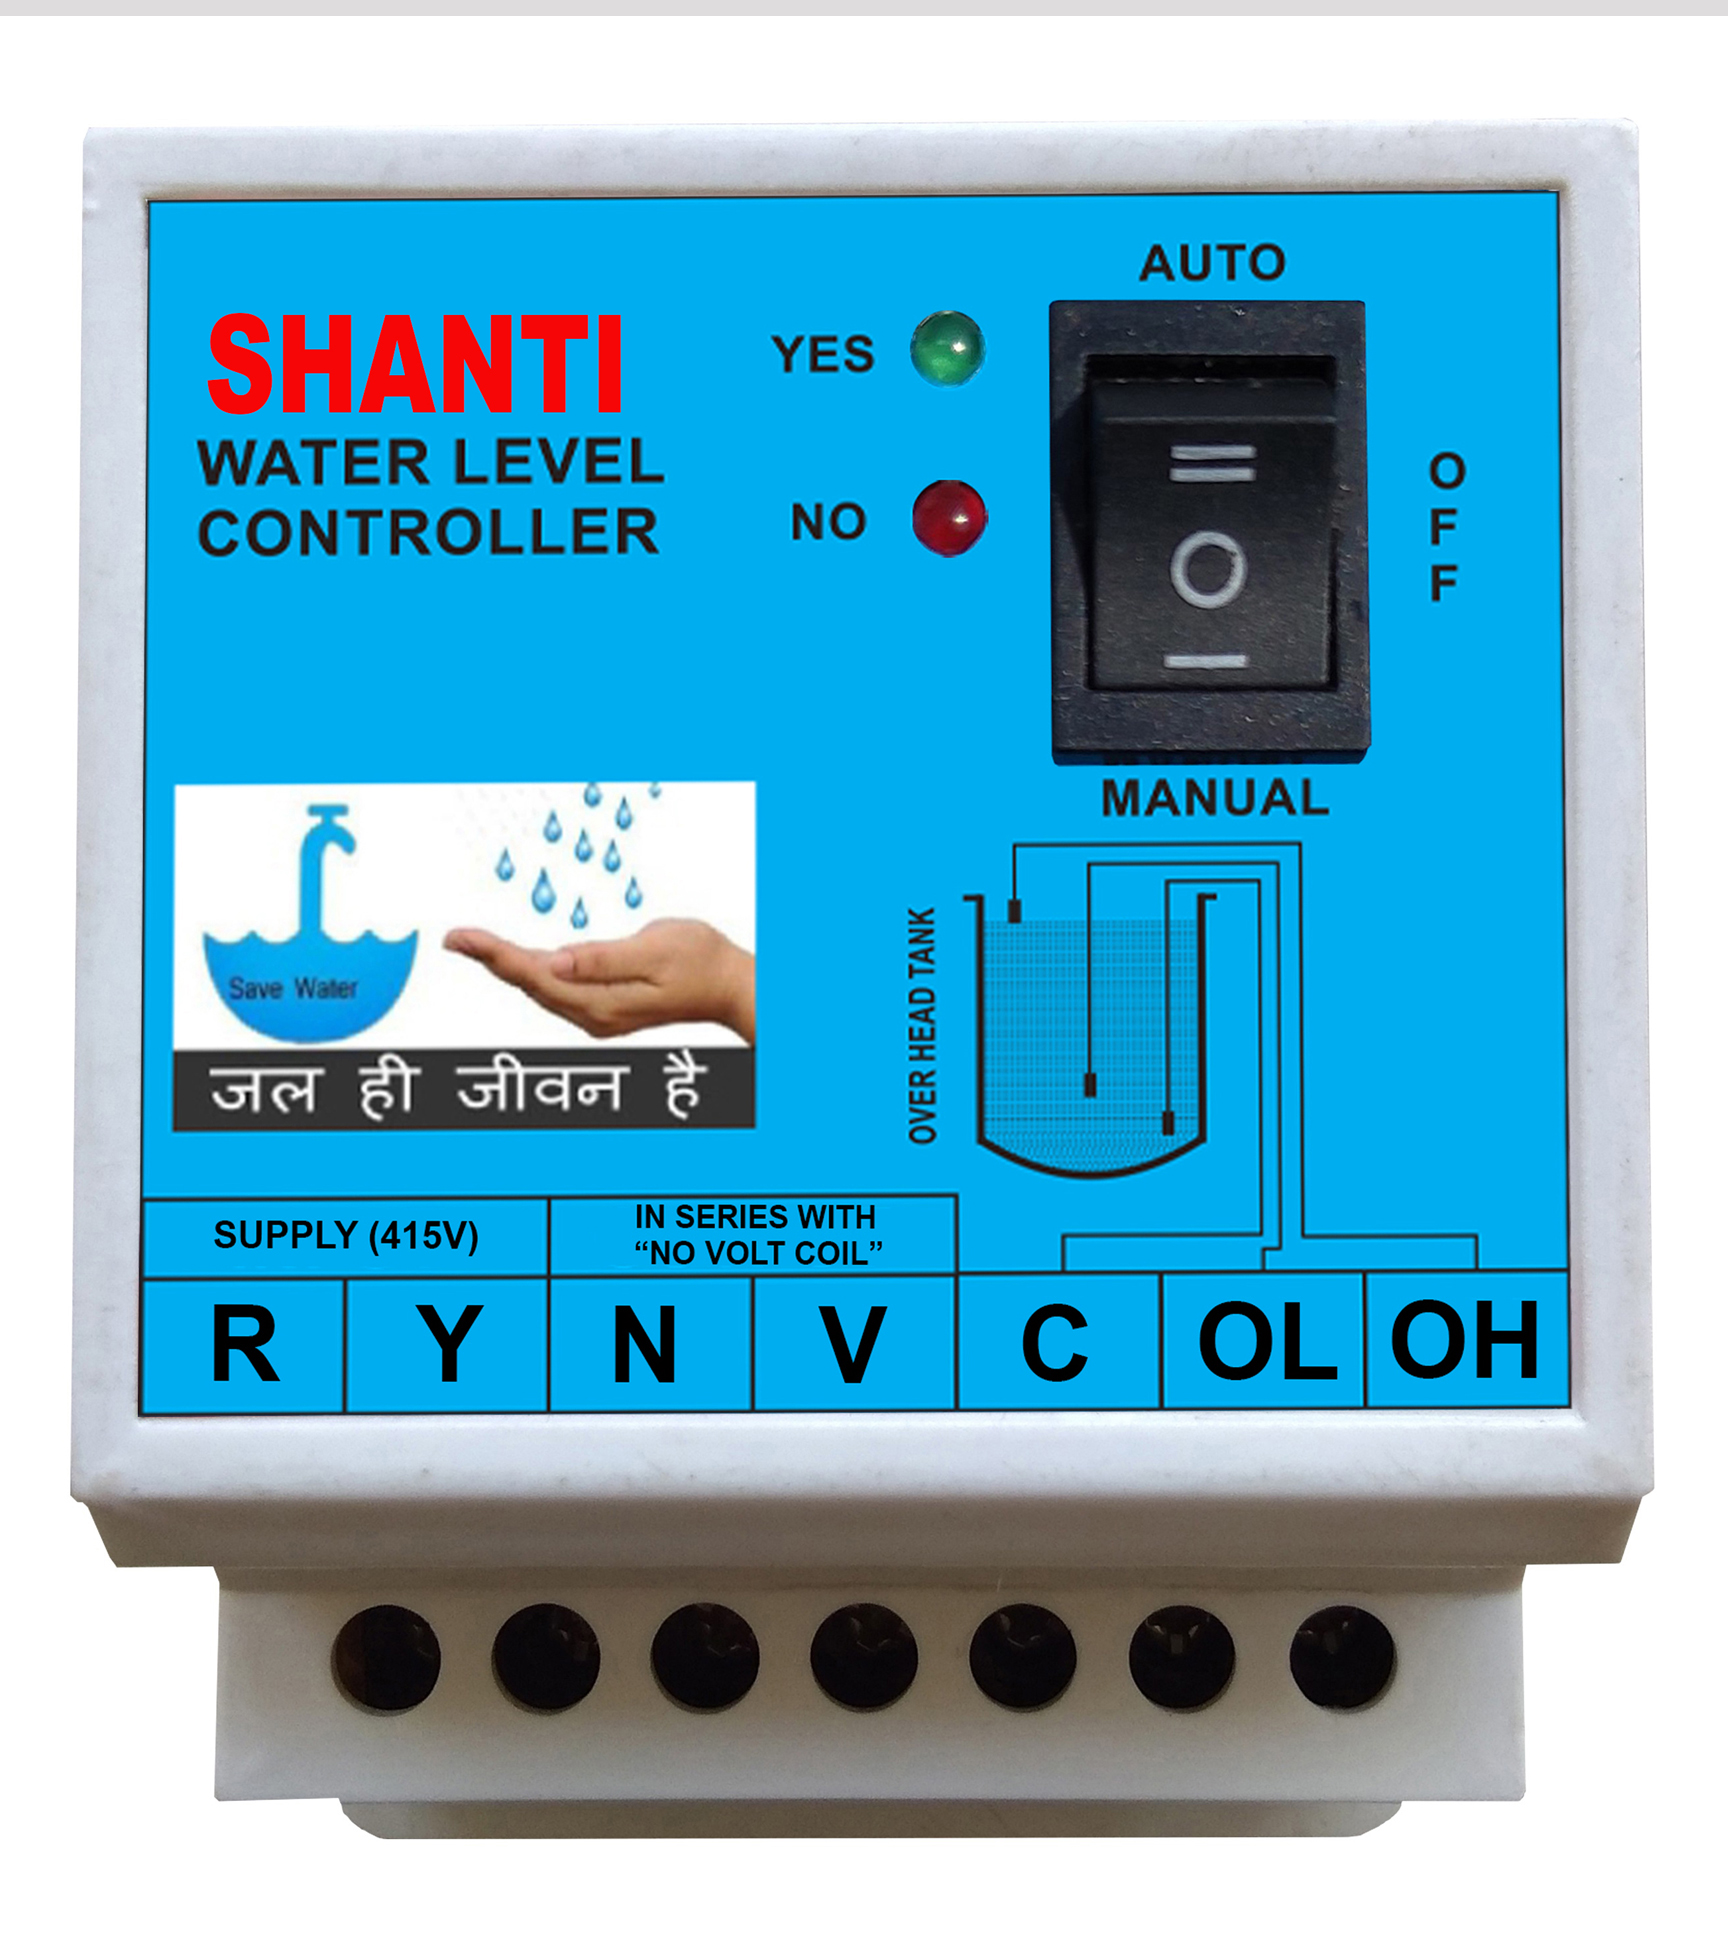 AUTO
SHANTI
WATER LEVEL
CONTROLLER
YES
NO
OFF
MANUAL
OVER HEAD TANK
Save Water
जल ही जीवन है
SUPPLY (415V)
IN SERIES WITH
“NO VOLT COIL”
R Y N V C OL OH